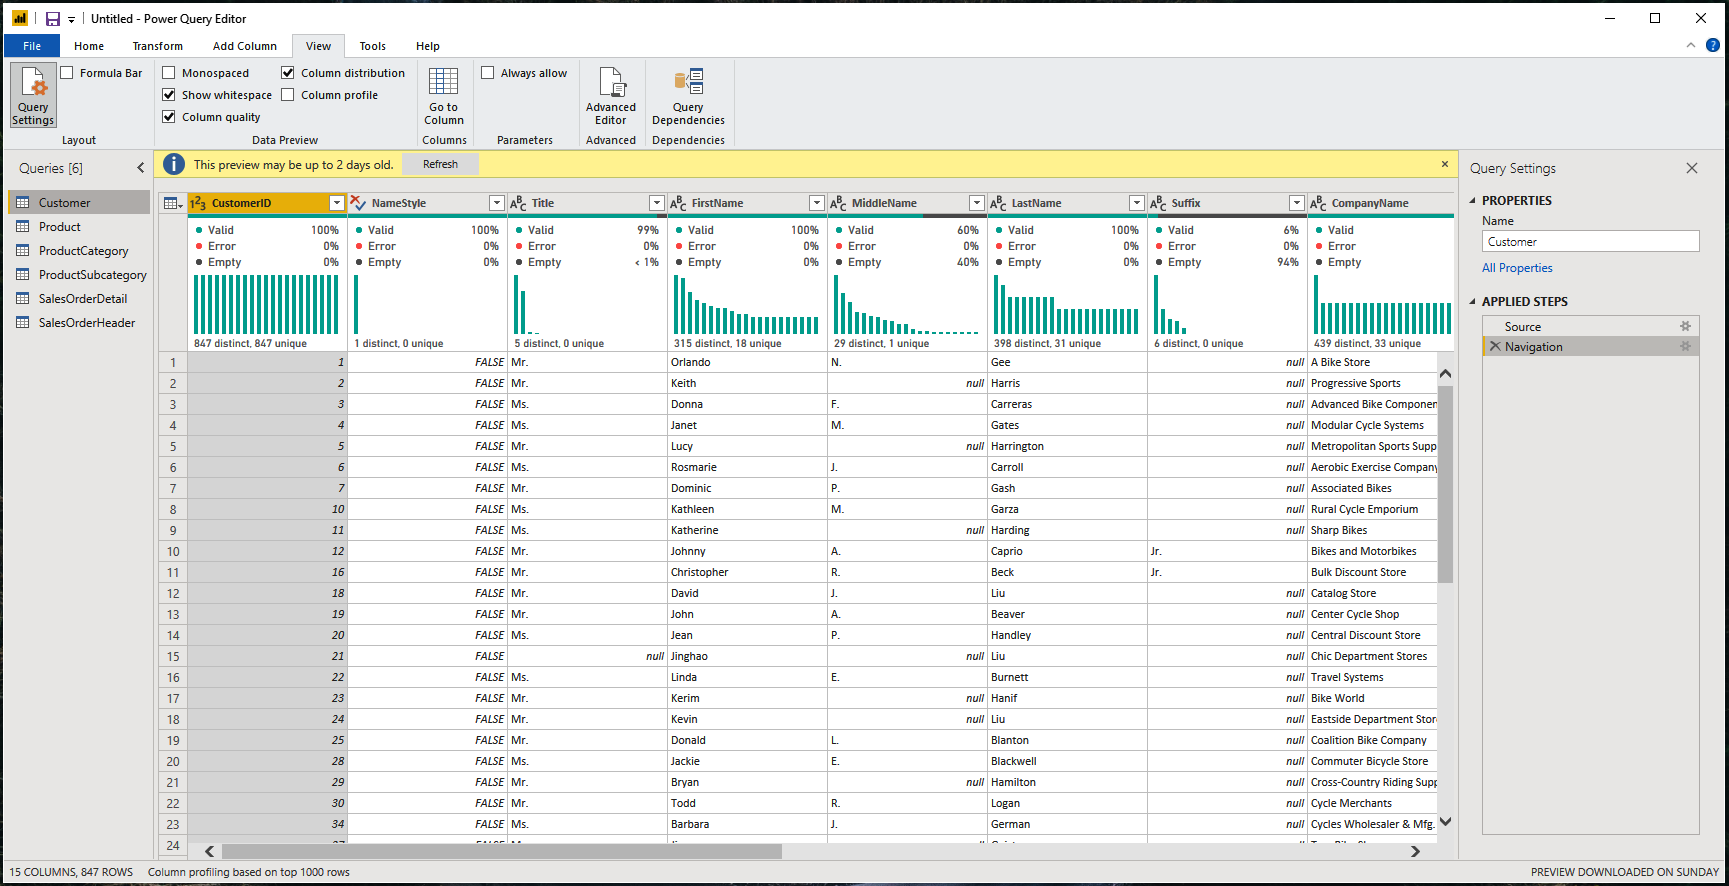 Untitled - Power Query Editor
File Home Transform Add Column View Tools Help
Query Settings
Formula Bar
Layout
Monospaced
Show whitespace
Column quality
Column distribution
Column profile
Data Preview
Go to Column
Columns
Always allow
Parameters
Advanced Editor
Advanced
Query Dependencies
Dependencies
Queries [6]
Customer
Product
ProductCategory
ProductSubcategory
SalesOrderDetail
SalesOrderHeader
This preview may be up to 2 days old. Refresh
CustomerID NameStyle Title FirstName MiddleName LastName Suffix CompanyName
Valid 100% Valid 100% Valid 99% Valid 100% Valid 60% Valid 100% Valid 6% Valid
Error 0% Error 0% Error 0% Error 0% Error 0% Error 0% Error 0% Error
Empty 0% Empty 0% Empty < 1% Empty 0% Empty 40% Empty 0% Empty 94% Empty
847 distinct, 847 unique 1 distinct, 0 unique 5 distinct, 0 unique 315 distinct, 18 unique 29 distinct, 1 unique 398 distinct, 31 unique 6 distinct, 0 unique 439 distinct, 33 unique
1 1 FALSE Mr. Orlando N. Gee null A Bike Store
2 2 FALSE Mr. Keith null Harris null Progressive Sports
3 3 FALSE Ms. Donna F. Carreras null Advanced Bike Componen
4 4 FALSE Ms. Janet M. Gates null Modular Cycle Systems
5 5 FALSE Mr. Lucy null Harrington null Metropolitan Sports Supp
6 6 FALSE Ms. Rosmarie J. Carroll null Aerobic Exercise Company
7 7 FALSE Mr. Dominic P. Gash null Associated Bikes
8 10 FALSE Ms. Kathleen M. Garza null Rural Cycle Emporium
9 11 FALSE Ms. Katherine null Harding null Sharp Bikes
10 12 FALSE Mr. Johnny A. Caprio Jr. Bikes and Motorbikes
11 16 FALSE Mr. Christopher R. Beck Jr. Bulk Discount Store
12 18 FALSE Mr. David J. Liu null Catalog Store
13 19 FALSE Mr. John A. Beaver null Center Cycle Shop
14 20 FALSE Ms. Jean P. Handley null Central Discount Store
15 21 FALSE null Jinghao null Liu null Chic Department Stores
16 22 FALSE Ms. Linda E. Burnett null Travel Systems
17 23 FALSE Mr. Kerim null Hanif null Bike World
18 24 FALSE Mr. Kevin null Liu null Eastside Department Stor
19 25 FALSE Mr. Donald L. Blanton null Coalition Bike Company
20 28 FALSE Ms. Jackie E. Blackwell null Commuter Bicycle Store
21 29 FALSE Mr. Bryan null Hamilton null Cross-Country Riding Supp
22 30 FALSE Mr. Todd R. Logan null Cycle Merchants
23 34 FALSE Ms. Barbara J. German null Cycles Wholesaler & Mfg.
24
Query Settings
PROPERTIES
Name
Customer
All Properties
APPLIED STEPS
Source
Navigation
15 COLUMNS, 847 ROWS Column profiling based on top 1000 rows PREVIEW DOWNLOADED ON SUNDAY